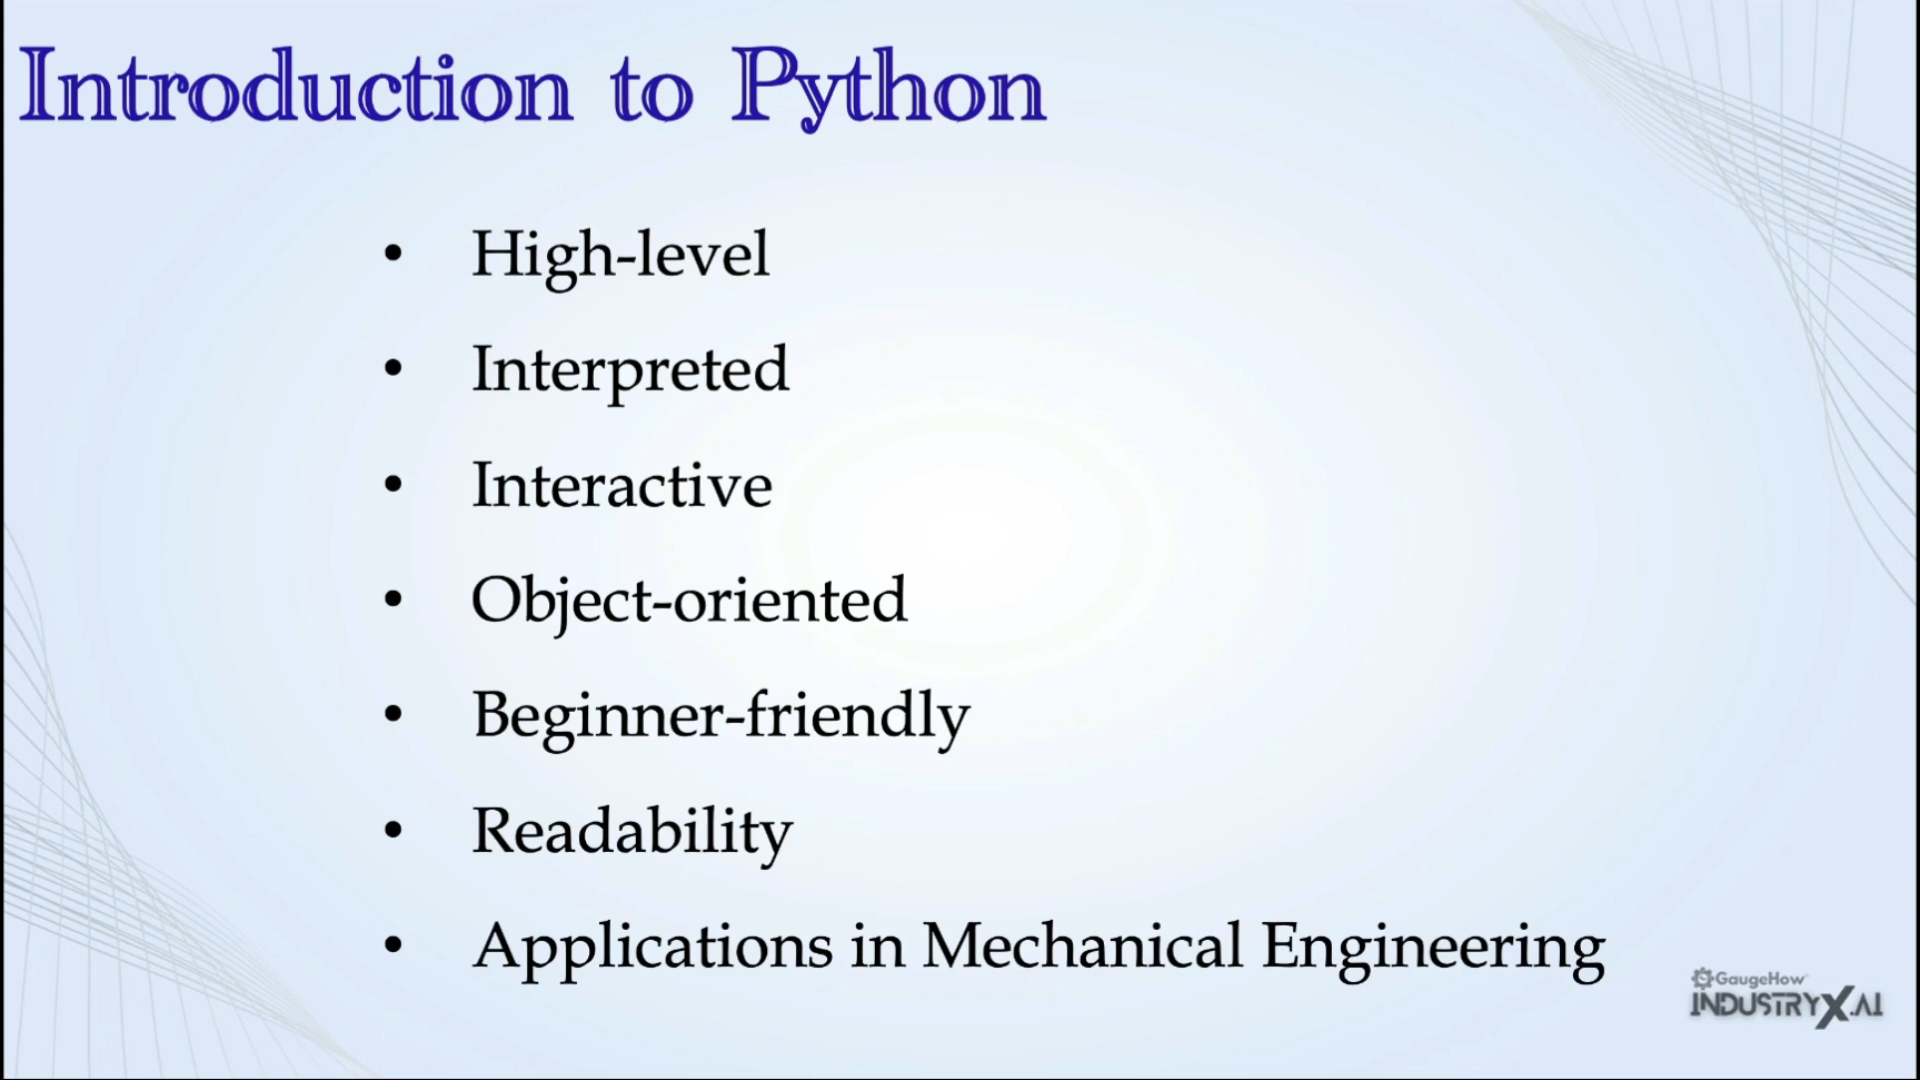 Introduction to Python
• High-level
• Interpreted
• Interactive
• Object-oriented
• Beginner-friendly
• Readability
• Applications in Mechanical Engineering
GaugeHow
INDUSTRYX.AI